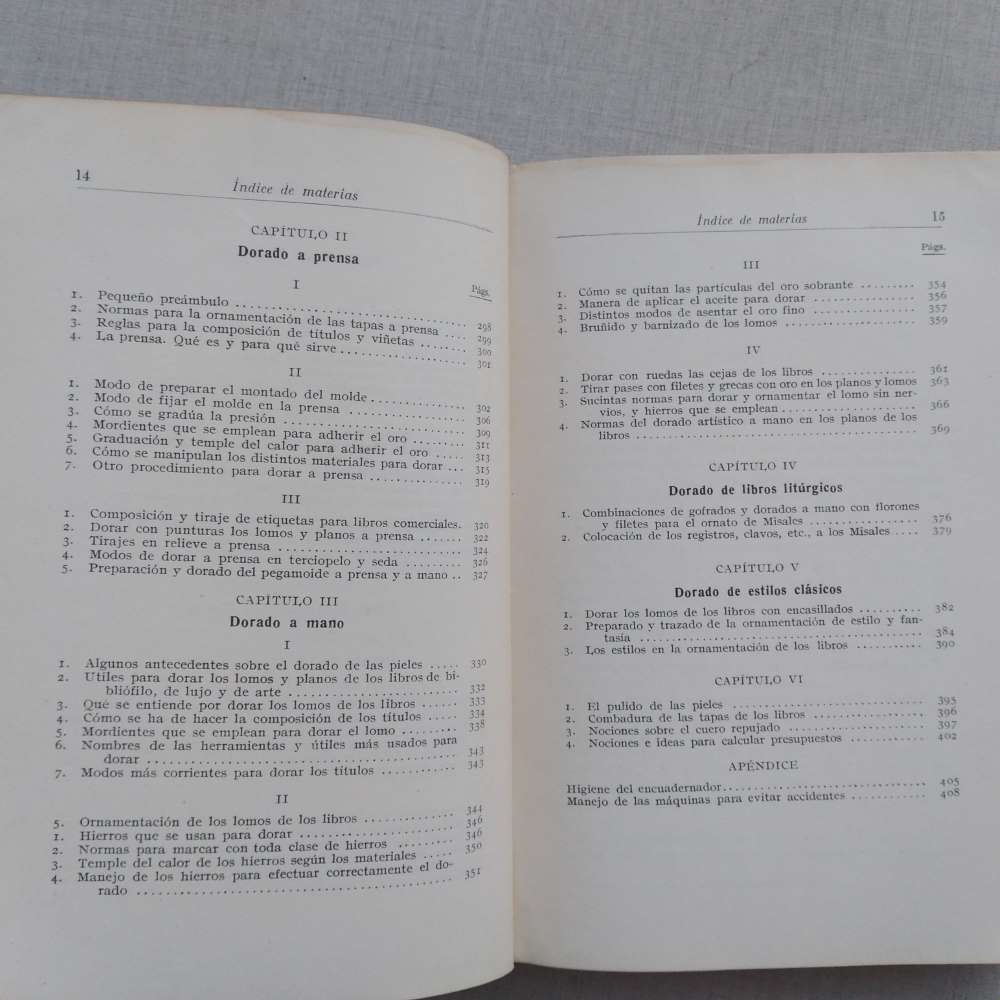 14
Índice de materias
CAPÍTULO II
Dorado a prensa
I
Págs.
1. Pequeño preámbulo ........ 298
2. Normas para la ornamentación de las tapas a prensa .... 299
3. Reglas para la composición de títulos y viñetas ........ 300
4. La prensa. Qué es y para qué sirve ........ 301
II
1. Modo de preparar el montado del molde ........ 302
2. Modo de fijar el molde en la prensa ........ 306
3. Cómo se gradúa la presión ........ 309
4. Mordientes que se emplean para adherir el oro ........ 311
5. Graduación y temple del calor para adherir el oro ..... 313
6. Cómo se manipulan los distintos materiales para dorar ... 315
7. Otro procedimiento para dorar a prensa ........ 319
III
1. Composición y tiraje de etiquetas para libros comerciales. 320
2. Dorar con punturas los lomos y planos a prensa ....... 322
3. Tirajes en relieve a prensa ........ 324
4. Modos de dorar a prensa en terciopelo y seda ........ 326
5. Preparación y dorado del pegamoide a prensa y a mano .. 327
CAPÍTULO III
Dorado a mano
I
1. Algunos antecedentes sobre el dorado de las pieles ..... 330
2. Utiles para dorar los lomos y planos de los libros de bi-
bliófilo, de lujo y de arte ........ 332
3. Qué se entiende por dorar los lomos de los libros ...... 333
4. Cómo se ha de hacer la composición de los títulos ..... 334
5. Mordientes que se emplean para dorar el lomo ........ 338
6. Nombres de las herramientas y útiles más usados para
dorar ........ 343
7. Modos más corrientes para dorar los títulos ........ 343
II
5. Ornamentación de los lomos de los libros ........ 344
1. Hierros que se usan para dorar ........ 346
2. Normas para marcar con toda clase de hierros ........ 346
3. Temple del calor de los hierros según los materiales ..... 350
4. Manejo de los hierros para efectuar correctamente el do-
rado ........ 351
Índice de materias
15
Págs.
III
1. Cómo se quitan las partículas del oro sobrante ........ 354
2. Manera de aplicar el aceite para dorar ........ 356
3. Distintos modos de asentar el oro fino ........ 357
4. Bruñido y barnizado de los lomos ........ 359
IV
1. Dorar con ruedas las cejas de los libros ........ 361
2. Tirar pases con filetes y grecas con oro en los planos y lomos 363
3. Sucintas normas para dorar y ornamentar el lomo sin ner-
vios, y hierros que se emplean ........ 366
4. Normas del dorado artístico a mano en los planos de los
libros ........ 369
CAPÍTULO IV
Dorado de libros litúrgicos
1. Combinaciones de gofrados y dorados a mano con florones
y filetes para el ornato de Misales ........ 376
2. Colocación de los registros, clavos, etc., a los Misales .... 379
CAPÍTULO V
Dorado de estilos clásicos
1. Dorar los lomos de los libros con encasillados ........ 382
2. Preparado y trazado de la ornamentación de estilo y fan-
tasía ........ 384
3. Los estilos en la ornamentación de los libros ........ 390
CAPÍTULO VI
1. El pulido de las pieles ........ 395
2. Combadura de las tapas de los libros ........ 396
3. Nociones sobre el cuero repujado ........ 397
4. Nociones e ideas para calcular presupuestos ........ 402
APÉNDICE
Higiene del encuadernador ........ 405
Manejo de las máquinas para evitar accidentes ........ 408